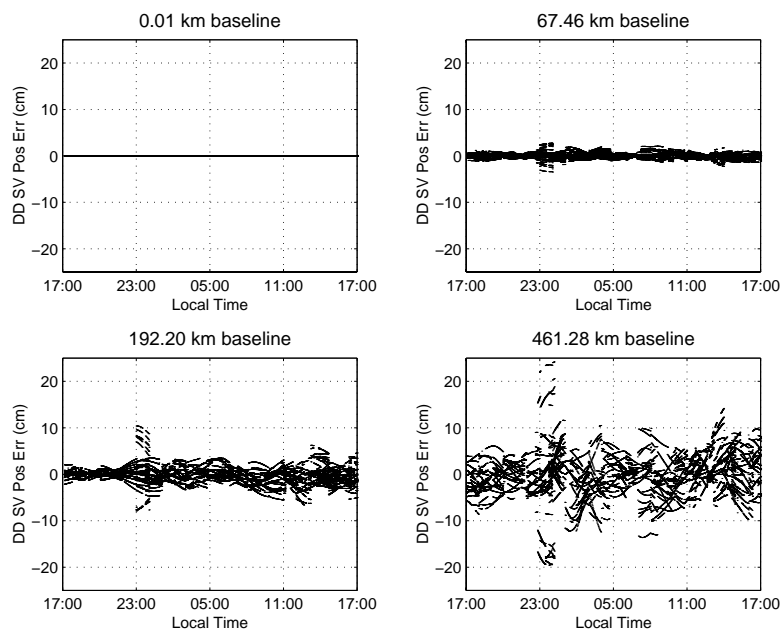 0.01 km baseline
DD SV Pos Err (cm)
20
10
0
−10
−20
17:00 23:00 05:00 11:00 17:00
Local Time
67.46 km baseline
DD SV Pos Err (cm)
20
10
0
−10
−20
17:00 23:00 05:00 11:00 17:00
Local Time
192.20 km baseline
DD SV Pos Err (cm)
20
10
0
−10
−20
17:00 23:00 05:00 11:00 17:00
Local Time
461.28 km baseline
DD SV Pos Err (cm)
20
10
0
−10
−20
17:00 23:00 05:00 11:00 17:00
Local Time